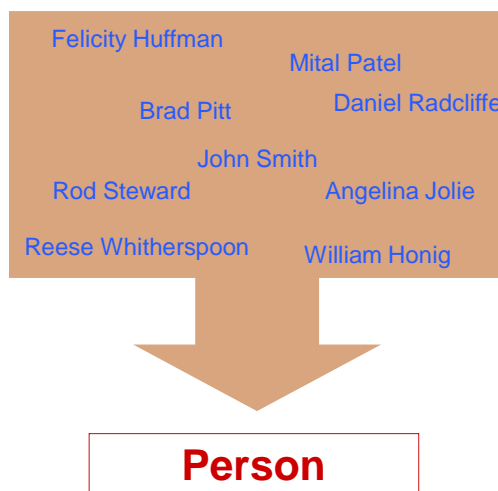 Felicity Huffman
Mital Patel
Daniel Radcliffe
Brad Pitt
John Smith
Rod Steward
Angelina Jolie
Reese Whitherspoon
William Honig
Person